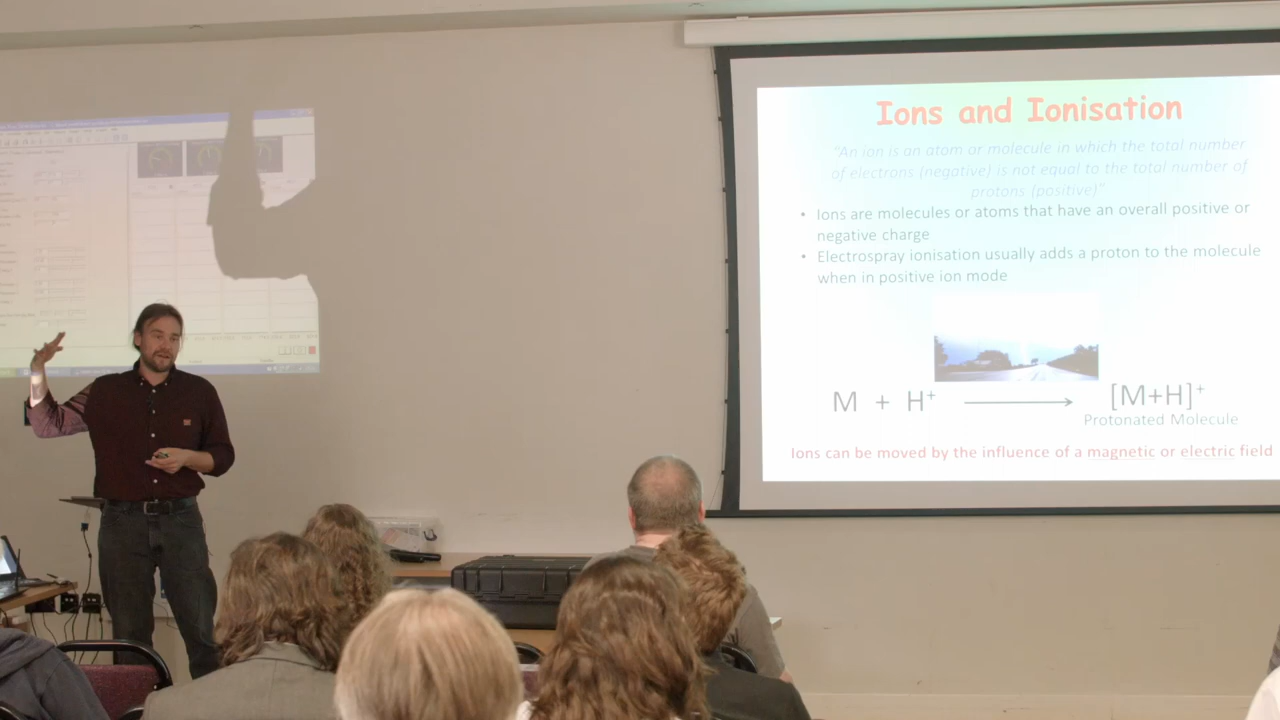 Ions and Ionisation
"An ion is an atom or molecule in which the total number
of electrons (negative) is not equal to the total number of
protons (positive)"
• Ions are molecules or atoms that have an overall positive or
negative charge
• Electrospray ionisation usually adds a proton to the molecule
when in positive ion mode
M + H⁺ ⟶ [M+H]⁺
Protonated Molecule
Ions can be moved by the influence of a magnetic or electric field